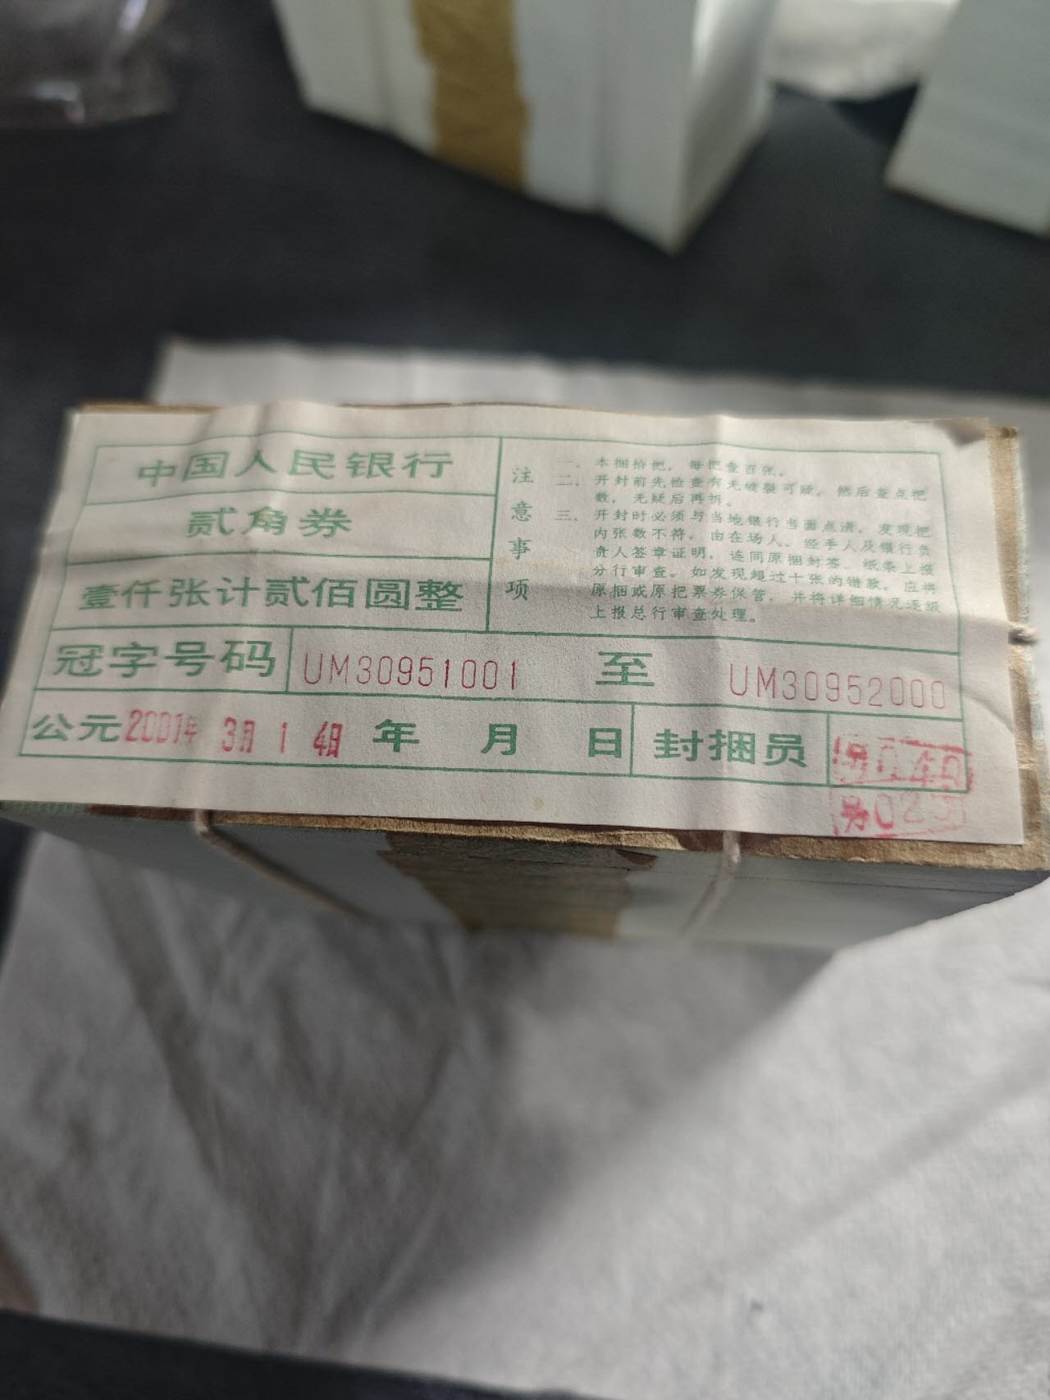 中国人民银行
贰角券
壹仟张计贰佰圆整
注意事项
一、本捆拾把，每把壹百张。
二、开封前先检查有无破裂可疑，然后查点把
数，无疑后再拆。
三、开封时必须与当地银行当面点清，发现把
内张数不符，由在场人、经手人及银行负
责人签章证明，连同原捆封签、纸条上报
分行审查。如发现超过十张的错款，应将
原捆或原把票券保管，并将详细情况逐级
上报总行审查处理。
冠字号码 UM30951001 至 UM30952000
公元 2001年 3月 1 4日 年 月 日 封捆员